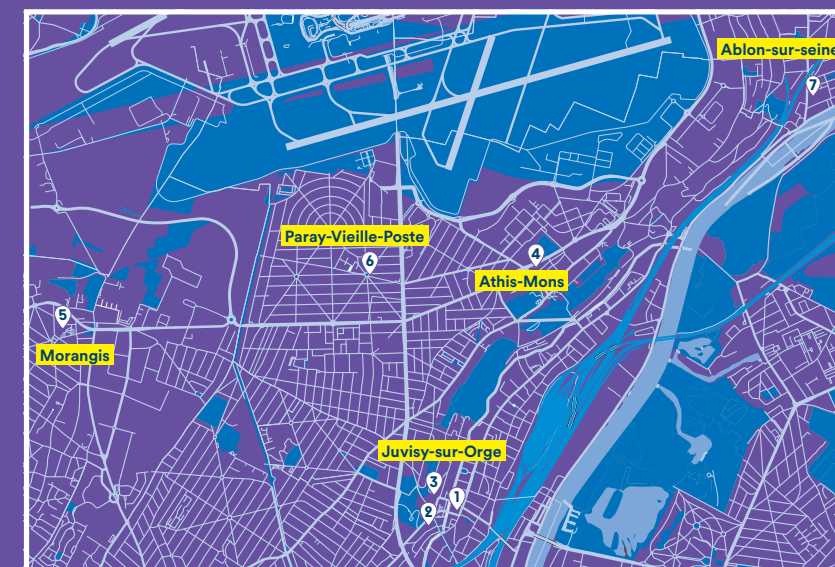 Ablon-sur-seine
7
Paray-Vieille-Poste
6
4
Athis-Mons
5
Morangis
Juvisy-sur-Orge
3
1
2